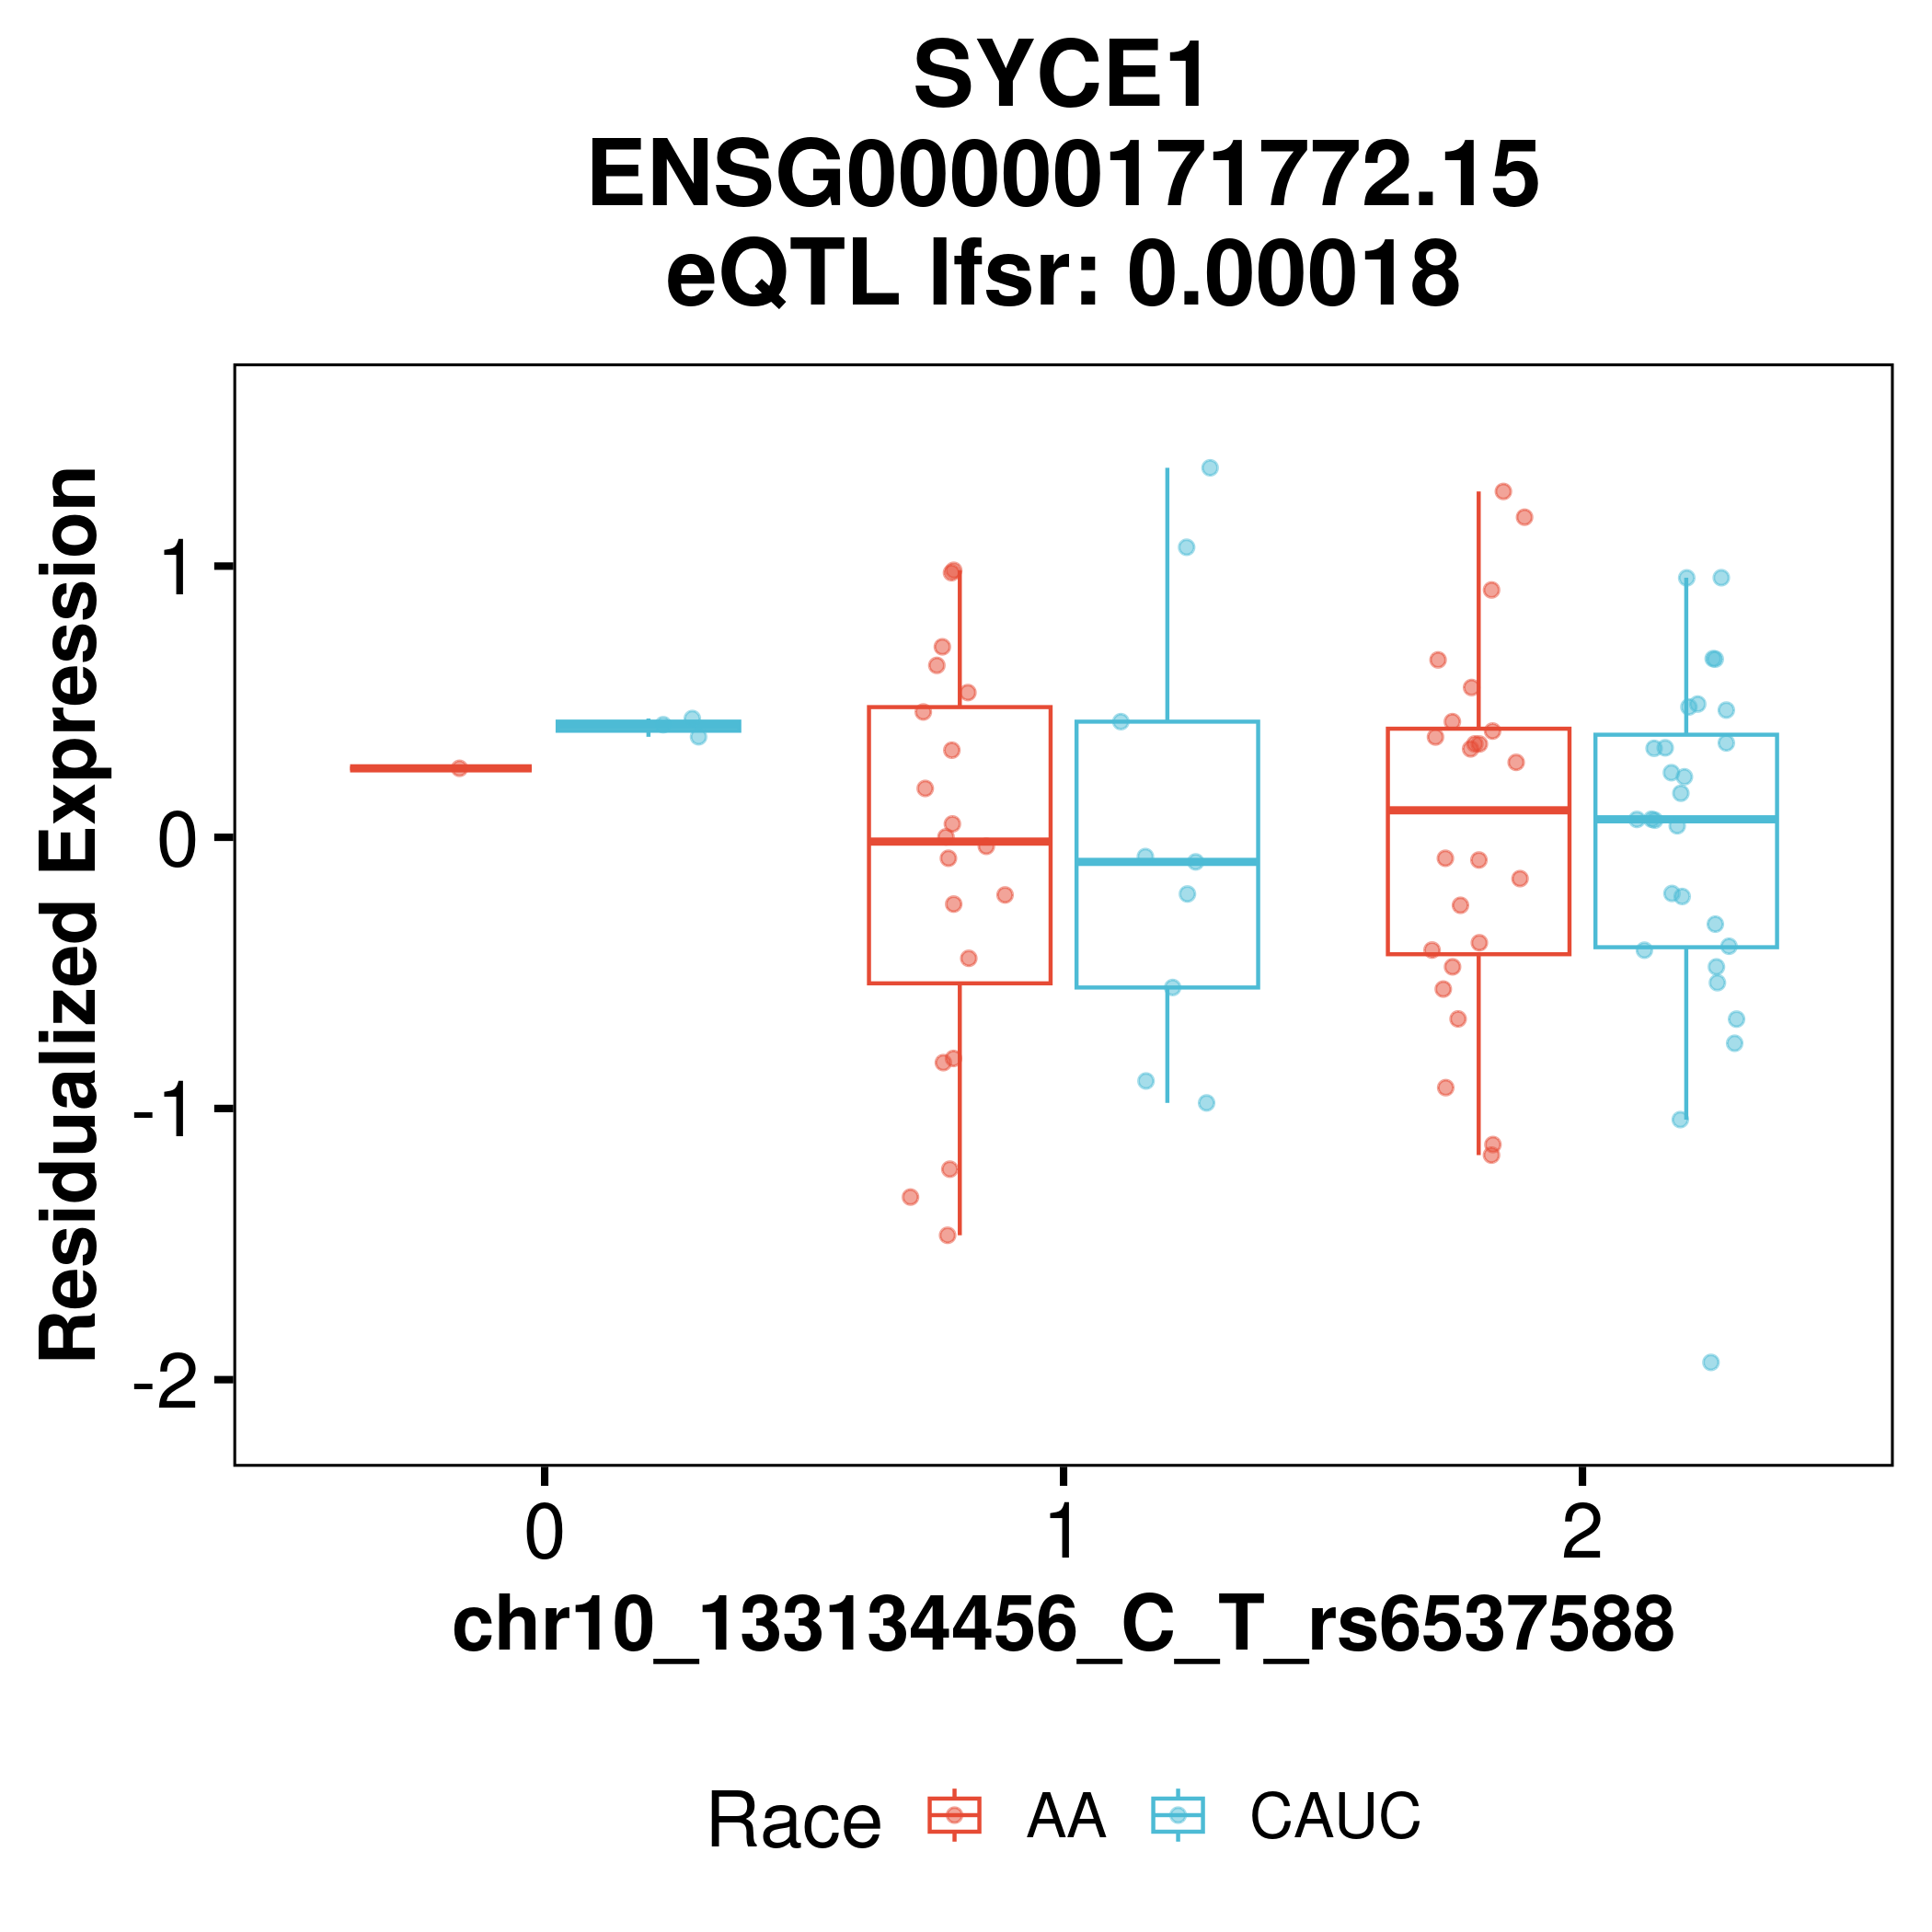 SYCE1
ENSG00000171772.15
eQTL lfsr: 0.00018
Residualized Expression
1
0
-1
-2
0 1 2
chr10_133134456_C_T_rs6537588
Race AA CAUC